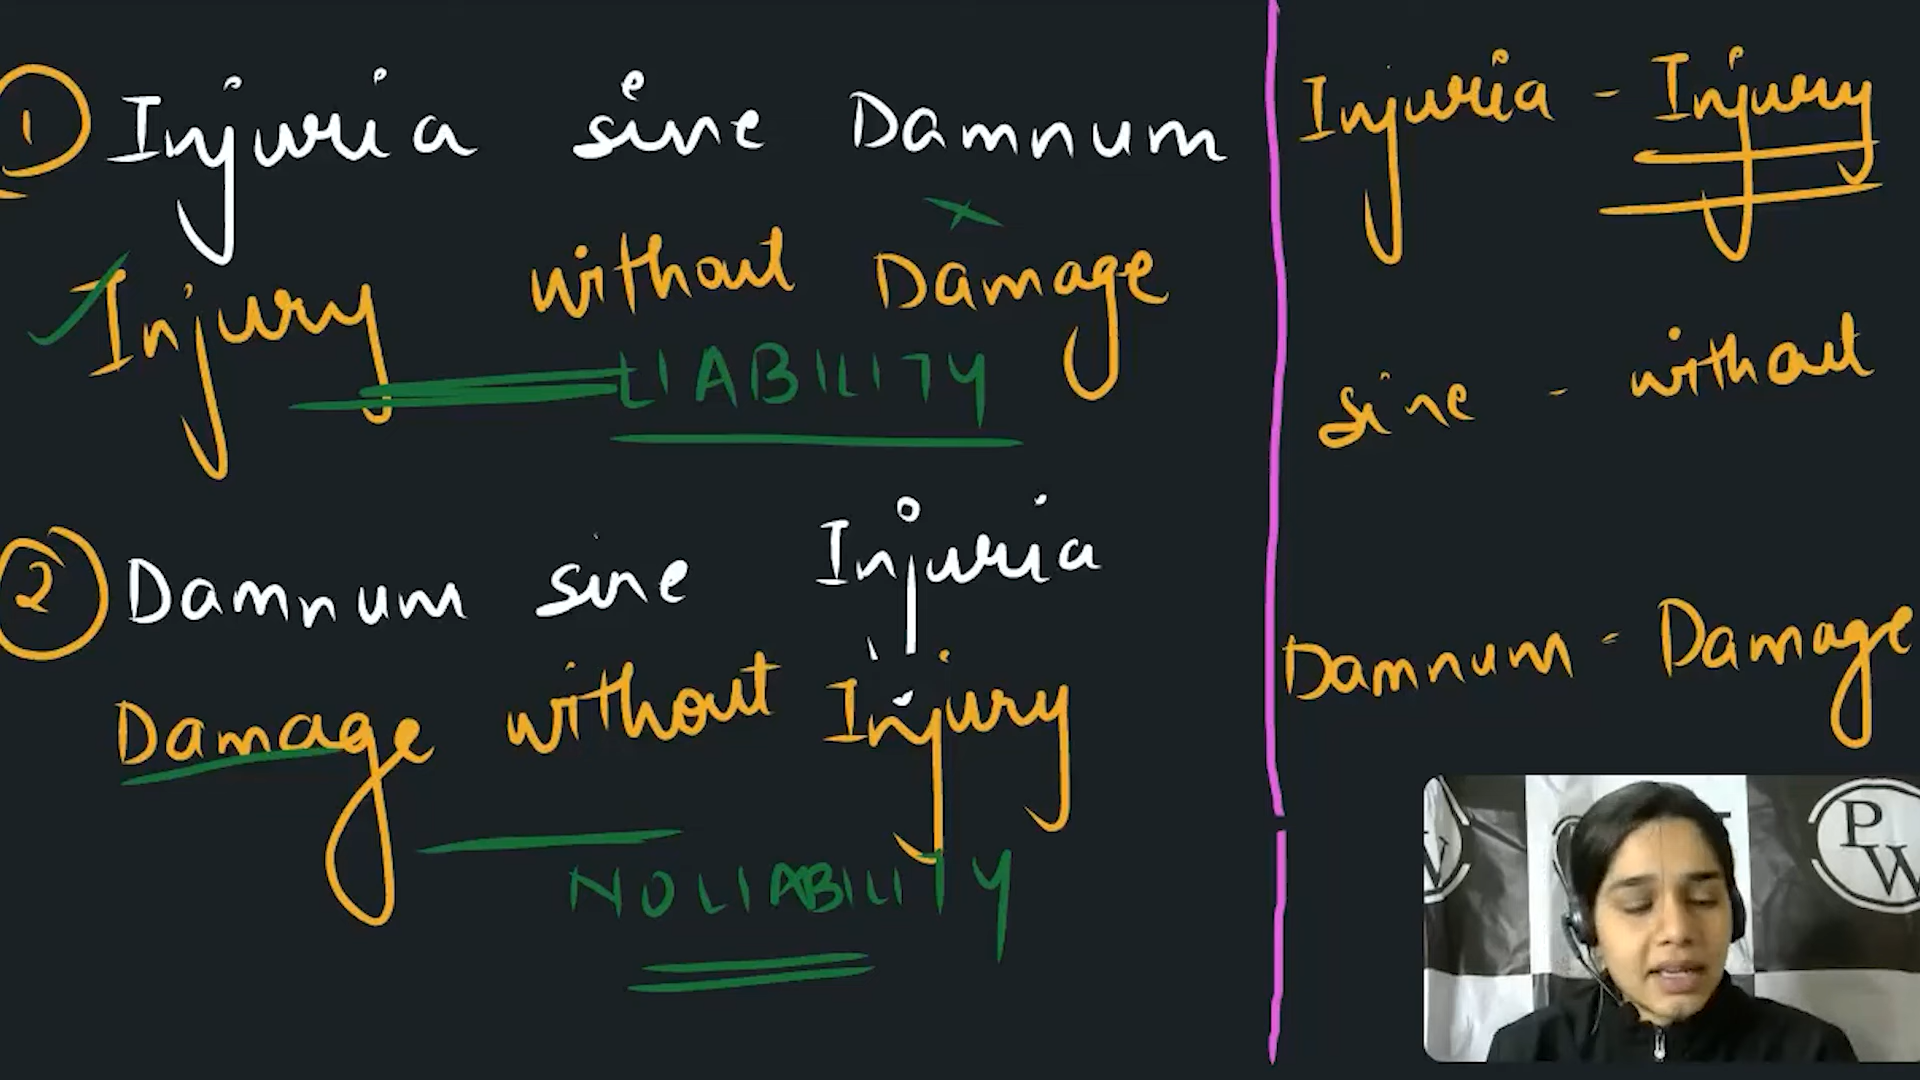 1 Injuria sine Damnum
Injury without Damage
LIABILITY
2 Damnum sine Injuria
Damage without Injury
NO LIABILITY
Injuria - Injury
sine - without
Damnum - Damage
PW